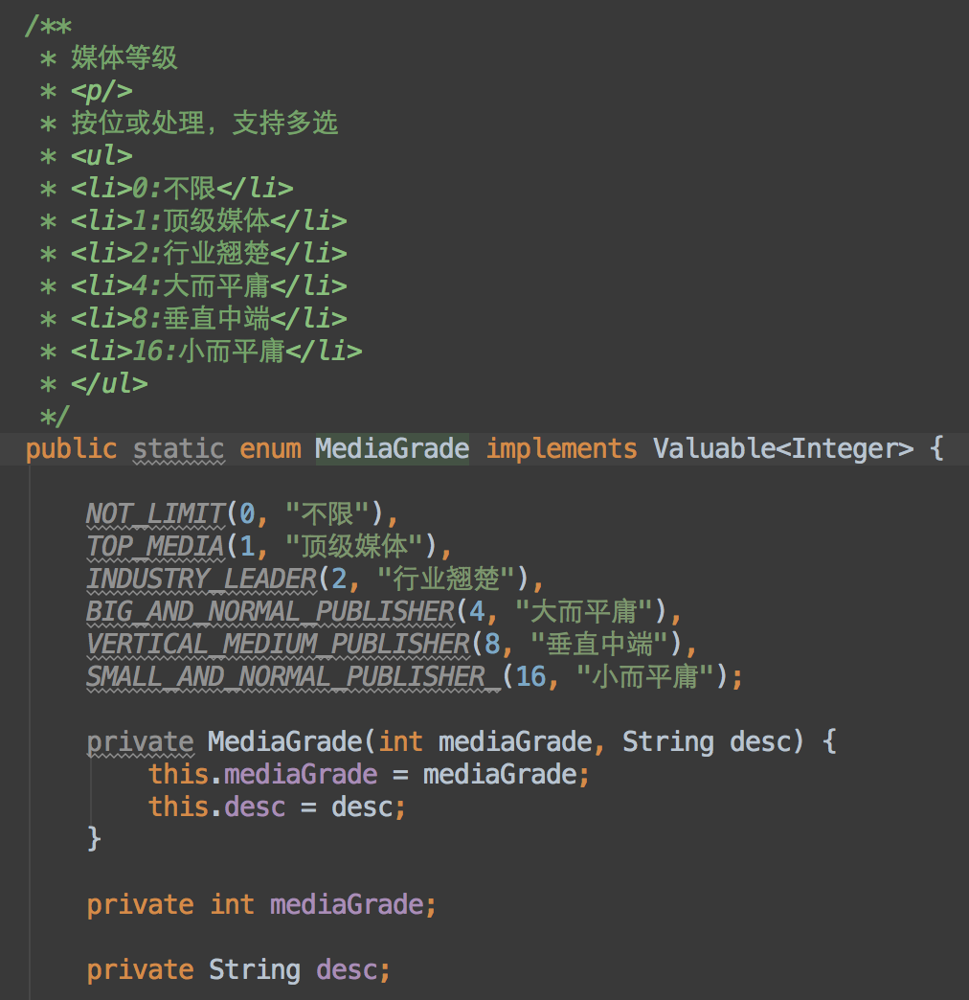 /**
 * 媒体等级
 * <p/>
 * 按位或处理，支持多选
 * <ul>
 * <li>0:不限</li>
 * <li>1:顶级媒体</li>
 * <li>2:行业翘楚</li>
 * <li>4:大而平庸</li>
 * <li>8:垂直中端</li>
 * <li>16:小而平庸</li>
 * </ul>
 */
public static enum MediaGrade implements Valuable<Integer> {
    NOT_LIMIT(0, "不限"),
    TOP_MEDIA(1, "顶级媒体"),
    INDUSTRY_LEADER(2, "行业翘楚"),
    BIG_AND_NORMAL_PUBLISHER(4, "大而平庸"),
    VERTICAL_MEDIUM_PUBLISHER(8, "垂直中端"),
    SMALL_AND_NORMAL_PUBLISHER_(16, "小而平庸");
    private MediaGrade(int mediaGrade, String desc) {
        this.mediaGrade = mediaGrade;
        this.desc = desc;
    }
    private int mediaGrade;
    private String desc;